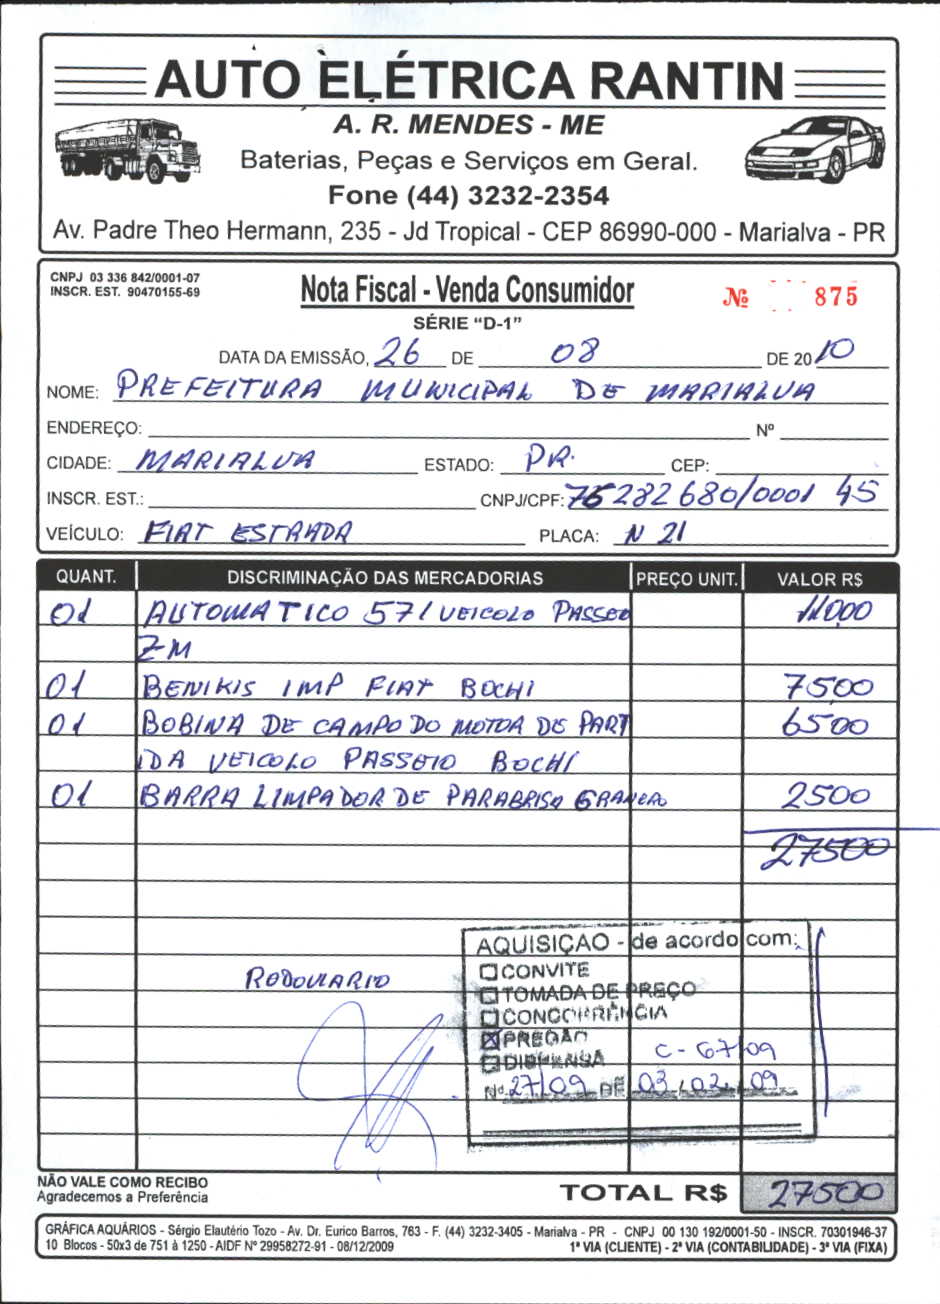 AUTO ELÉTRICA RANTIN
A. R. MENDES - ME
Baterias, Peças e Serviços em Geral.
Fone (44) 3232-2354
Av. Padre Theo Hermann, 235 - Jd Tropical - CEP 86990-000 - Marialva - PR
CNPJ 03 336 842/0001-07
INSCR. EST. 90470155-69
Nota Fiscal - Venda Consumidor
Nº 875
SÉRIE "D-1"
DATA DA EMISSÃO, 26 DE 08 DE 2010
NOME: PREFEITURA MUNICIPAL DE MARIALVA
ENDEREÇO: Nº
CIDADE: MARIALVA ESTADO: PR. CEP:
INSCR. EST.: CNPJ/CPF: 76282680/0001 45
VEÍCULO: FIAT ESTRADA PLACA: N 21
QUANT. DISCRIMINAÇÃO DAS MERCADORIAS PREÇO UNIT. VALOR R$
01 AUTOMATICO 571 VEICOLO PASSEO 11000
ZM
01 BENIKIS IMP FIAT BOCHI 7500
01 BOBINA DE CAMPO DO MOTOR DE PART 6500
IDA VEICOLO PASSEIO BOCHI
01 BARRA LIMPADOR DE PARABRISA 2500
27500
AQUISIÇÃO - de acordo com:
CONVITE
RODOVIARIO
TOMADA DE PREÇO
CONCORRÊNCIA
PREGÃO
DISPENSA C-67/09
Nº 27/09 DE 03/03/09
NÃO VALE COMO RECIBO
Agradecemos a Preferência
TOTAL R$ 27500
GRÁFICA AQUÁRIOS - Sérgio Elautério Tozo - Av. Dr. Eurico Barros, 763 - F. (44) 3232-3405 - Marialva - PR - CNPJ 00 130 192/0001-50 - INSCR. 70301946-37
10 Blocos - 50x3 de 751 à 1250 - AIDF Nº 29958272-91 - 08/12/2009 1ª VIA (CLIENTE) - 2ª VIA (CONTABILIDADE) - 3ª VIA (FIXA)